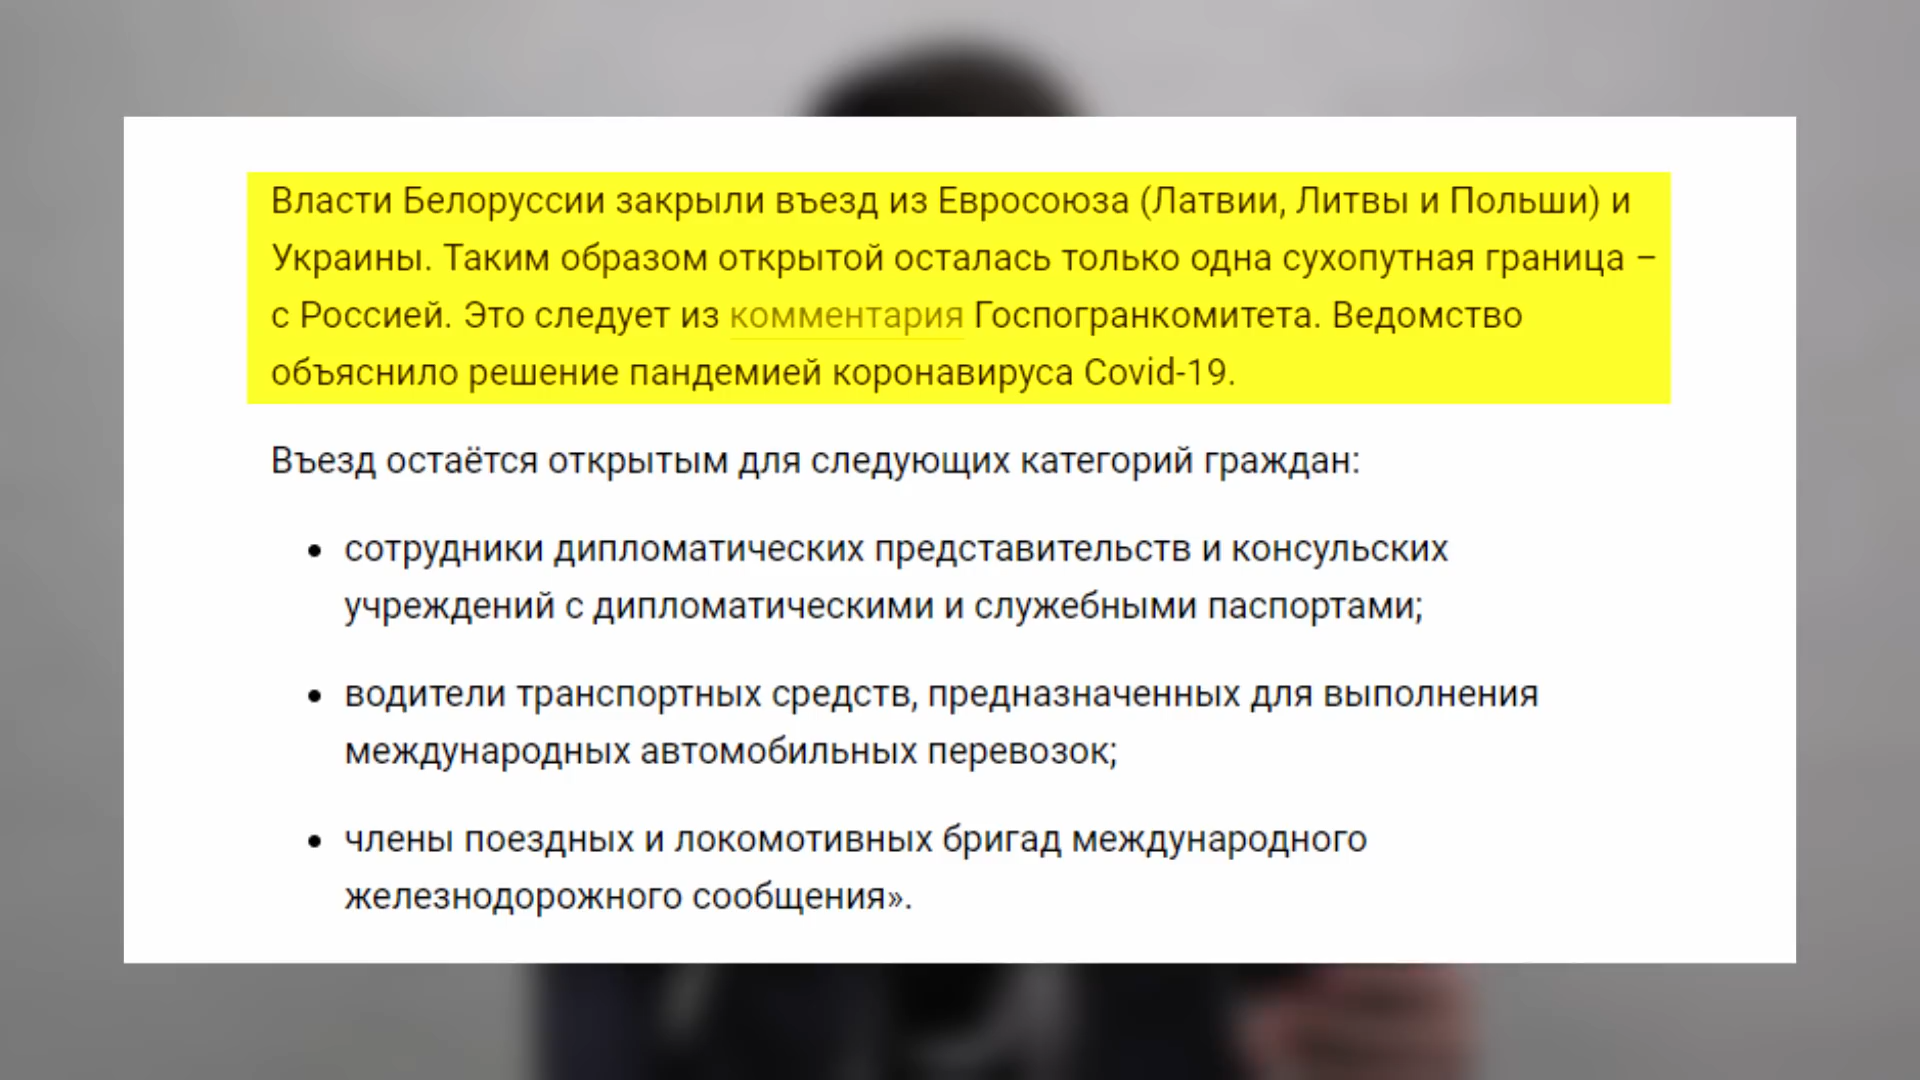 Власти Белоруссии закрыли въезд из Евросоюза (Латвии, Литвы и Польши) и
Украины. Таким образом открытой осталась только одна сухопутная граница –
с Россией. Это следует из комментария Госпогранкомитета. Ведомство
объяснило решение пандемией коронавируса Covid-19.
Въезд остаётся открытым для следующих категорий граждан:
• сотрудники дипломатических представительств и консульских
учреждений с дипломатическими и служебными паспортами;
• водители транспортных средств, предназначенных для выполнения
международных автомобильных перевозок;
• члены поездных и локомотивных бригад международного
железнодорожного сообщения».